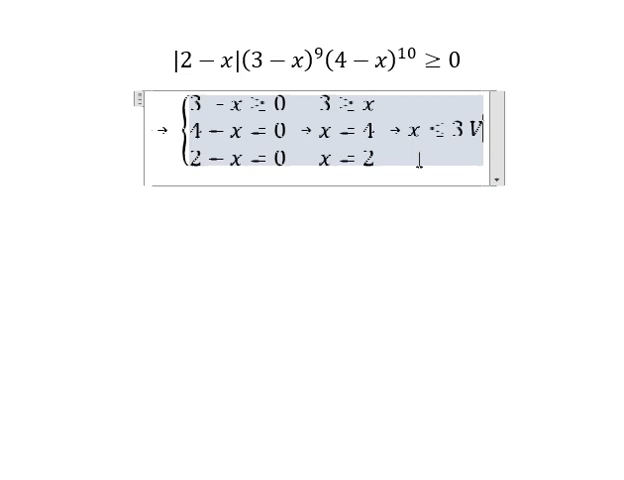 |2 − x|(3 − x)⁹(4 − x)¹⁰ ≥ 0
3 − x ≥ 0 3 ≥ x
→ { 4 − x = 0 → x = 4 → x ≤ 3 V
2 − x = 0 x = 2